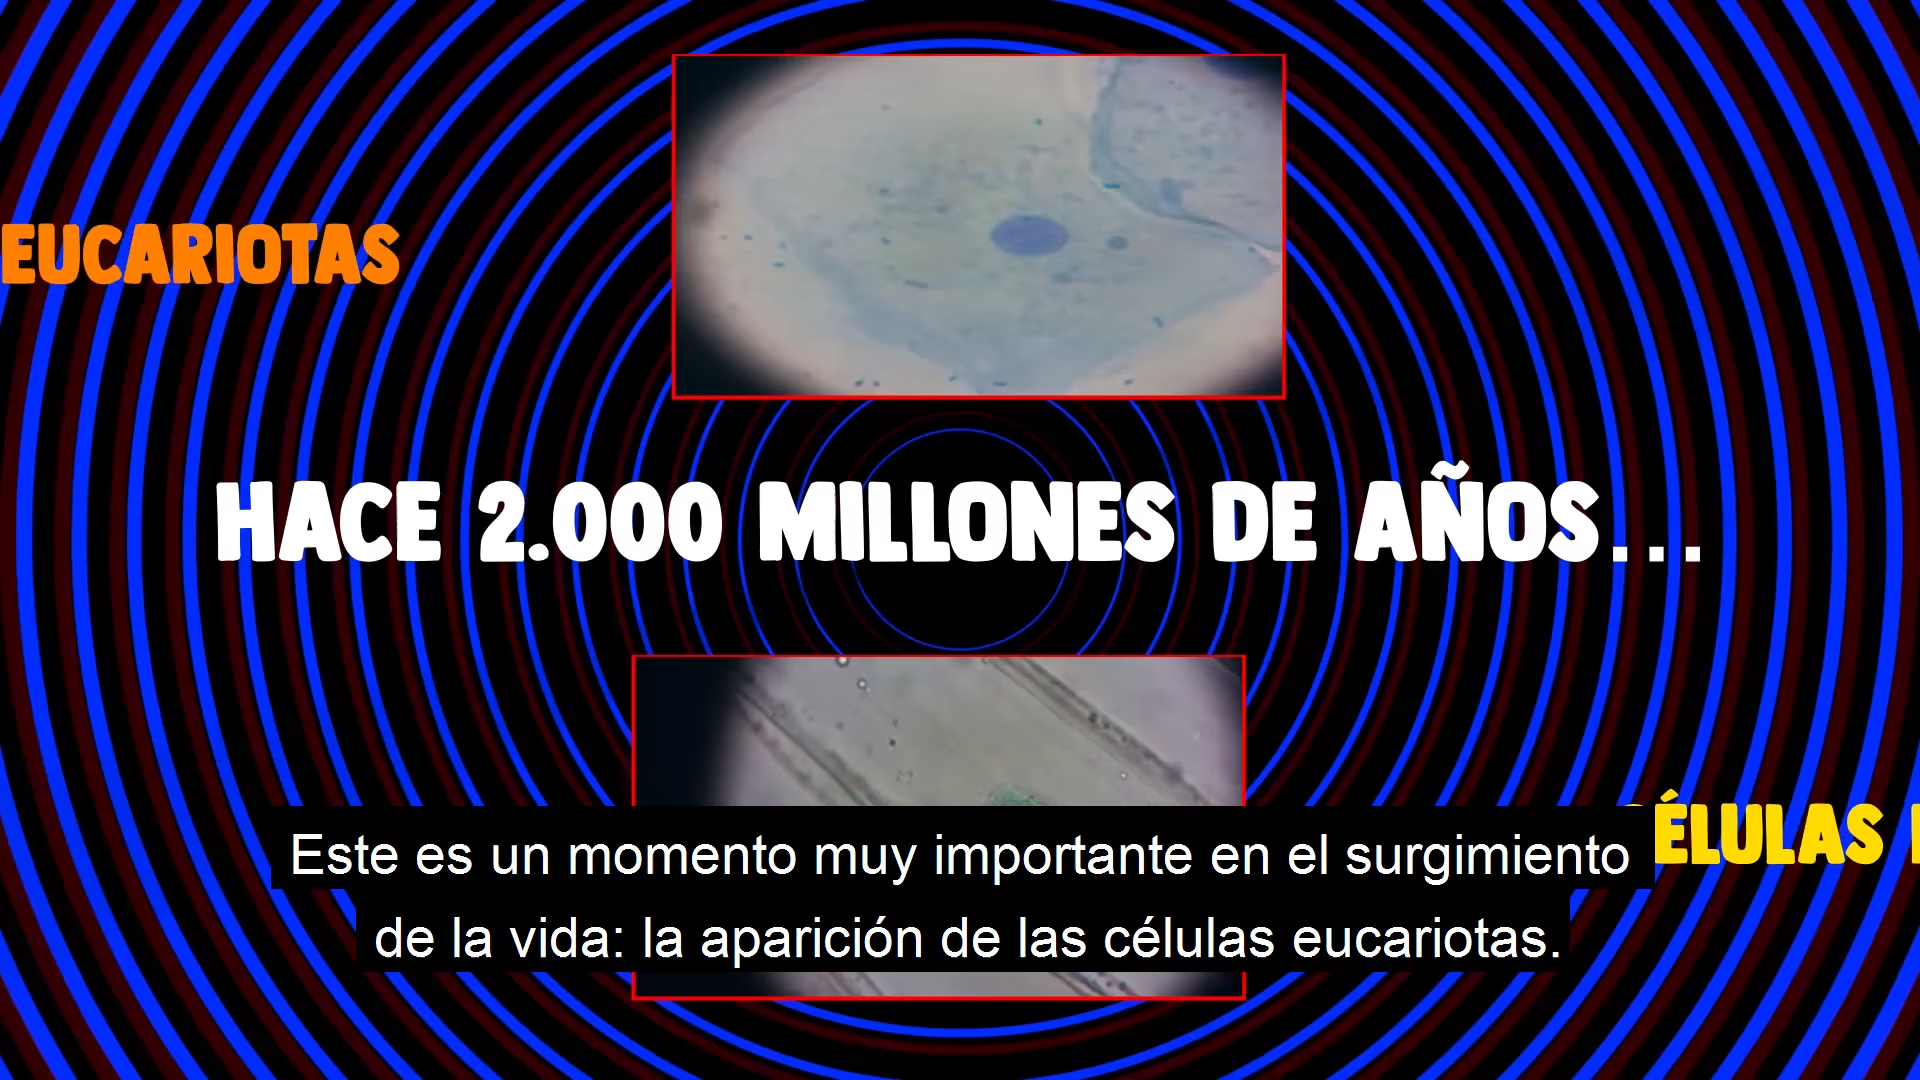 EUCARIOTAS
HACE 2.000 MILLONES DE AÑOS...
CÉLULAS
Este es un momento muy importante en el surgimiento
de la vida: la aparición de las células eucariotas.